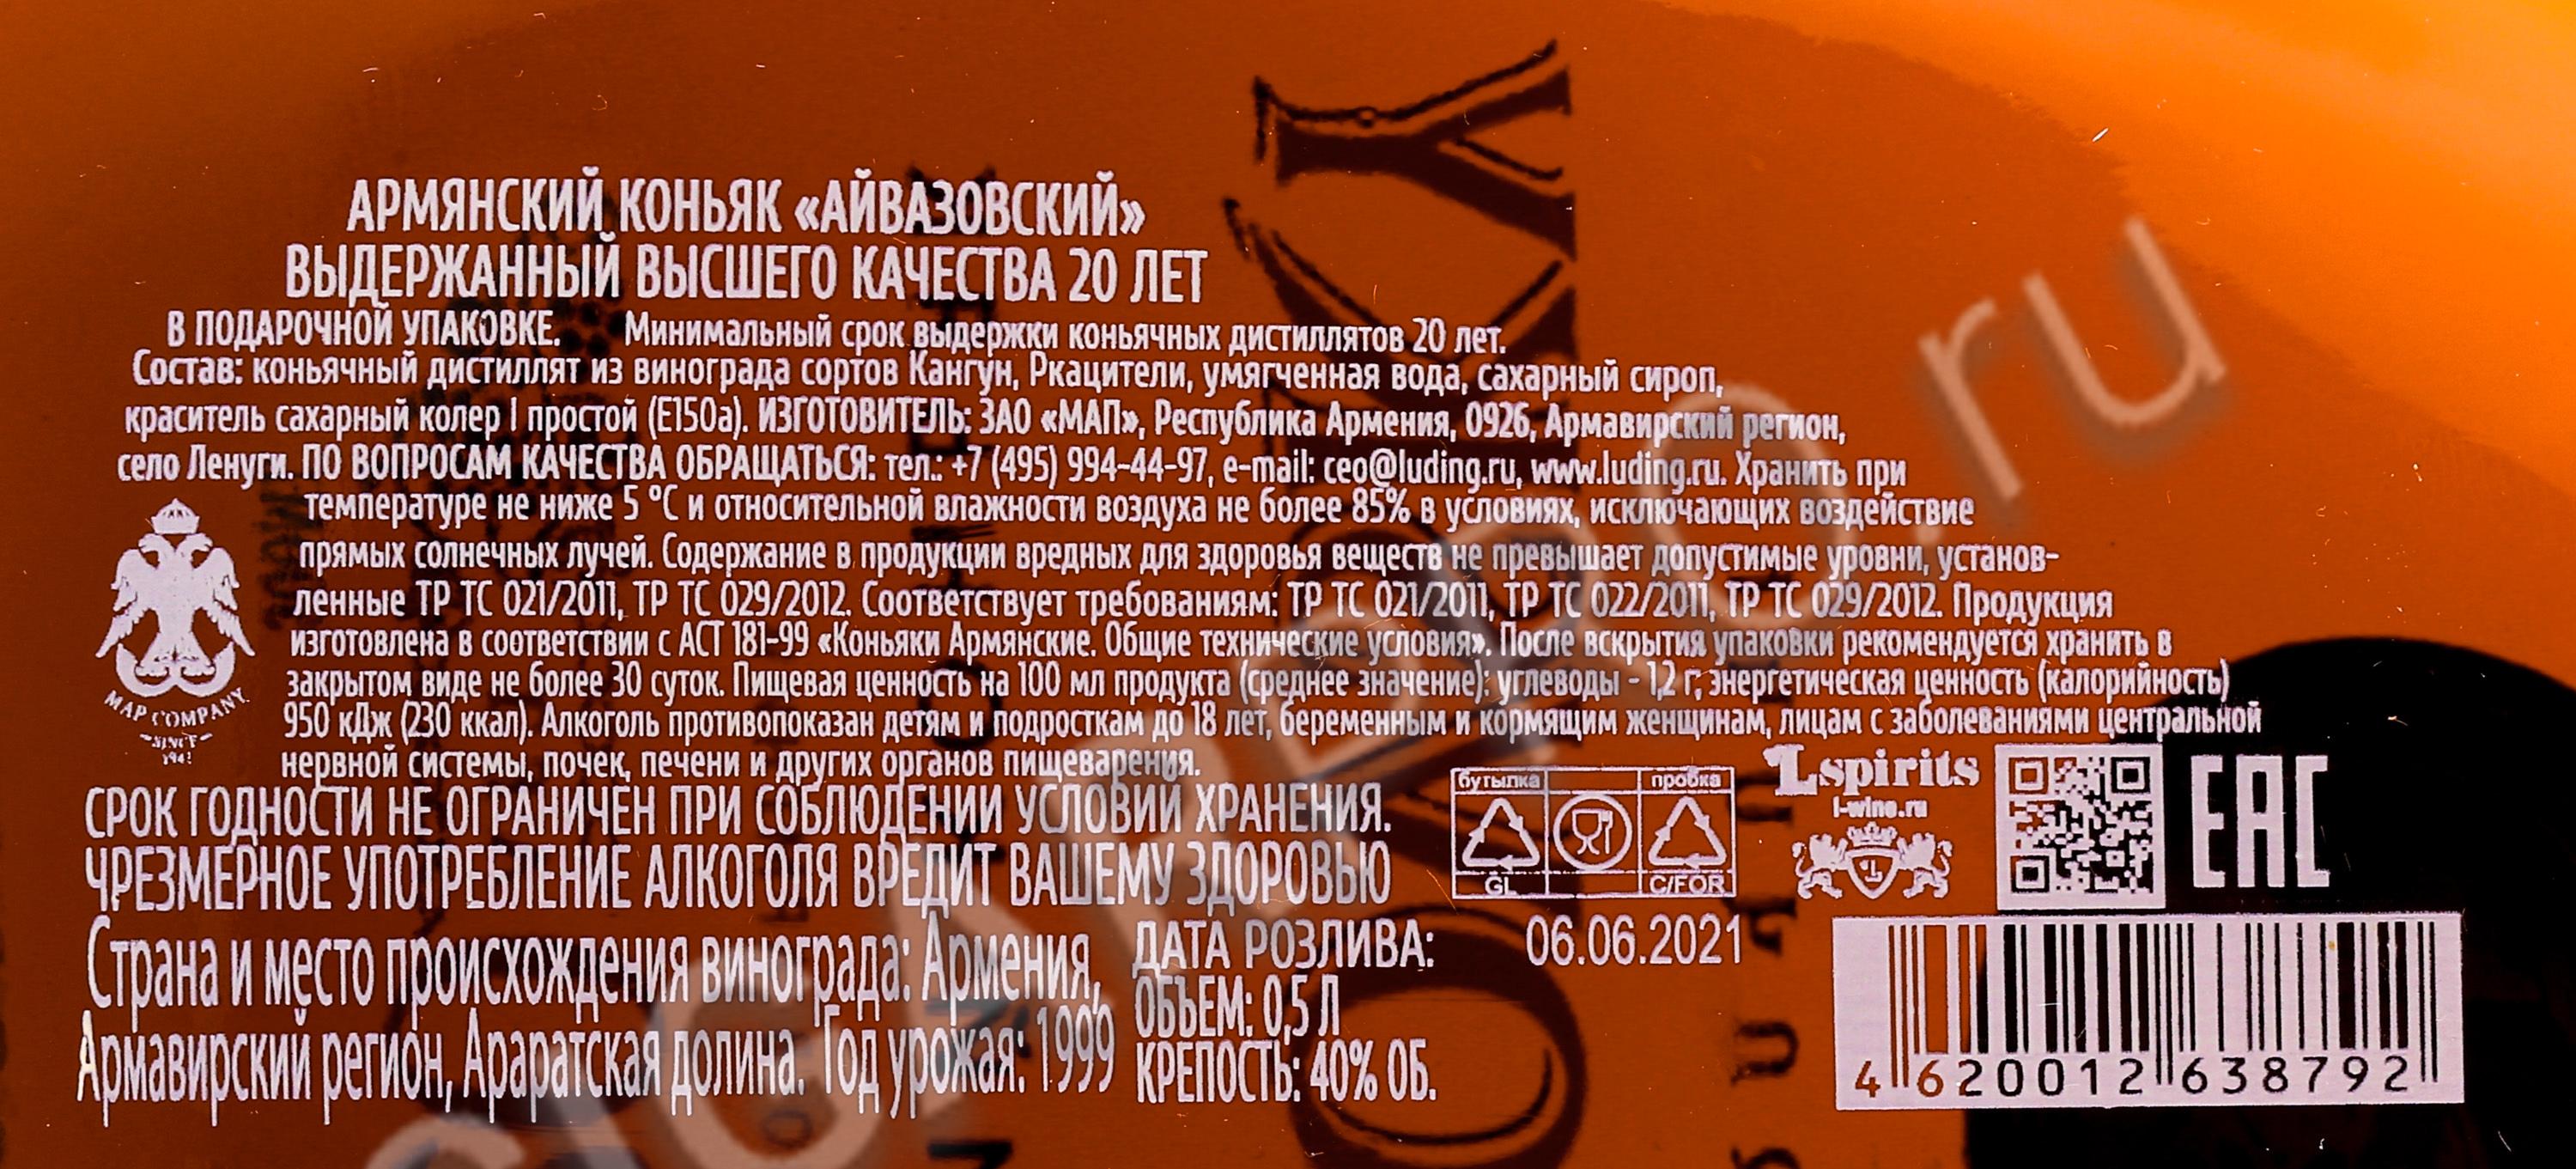 АРМЯНСКИЙ КОНЬЯК «АЙВАЗОВСКИЙ»
ВЫДЕРЖАННЫЙ ВЫСШЕГО КАЧЕСТВА 20 ЛЕТ
В ПОДАРОЧНОЙ УПАКОВКЕ. Минимальный срок выдержки коньячных дистиллятов 20 лет.
Состав: коньячный дистиллят из винограда сортов Кангун, Ркацители, умягченная вода, сахарный сироп,
краситель сахарный колер I простой (Е150а). ИЗГОТОВИТЕЛЬ: ЗАО «МАП», Республика Армения, 0926, Армавирский регион,
село Ленуги. ПО ВОПРОСАМ КАЧЕСТВА ОБРАЩАТЬСЯ: тел.: +7 (495) 994-44-97, e-mail: ceo@luding.ru, www.luding.ru. Хранить при
температуре не ниже 5 °С и относительной влажности воздуха не более 85% в условиях, исключающих воздействие
прямых солнечных лучей. Содержание в продукции вредных для здоровья веществ не превышает допустимые уровни, установ-
ленные ТР ТС 021/2011, ТР ТС 029/2012. Соответствует требованиям: ТР ТС 021/2011, ТР ТС 022/2011, ТР ТС 029/2012. Продукция
изготовлена в соответствии с АСТ 181-99 «Коньяки Армянские. Общие технические условия». После вскрытия упаковки рекомендуется хранить в
закрытом виде не более 30 суток. Пищевая ценность на 100 мл продукта (среднее значение): углеводы - 1,2 г; энергетическая ценность (калорийность)
950 кДж (230 ккал). Алкоголь противопоказан детям и подросткам до 18 лет, беременным и кормящим женщинам, лицам с заболеваниями центральной
нервной системы, почек, печени и других органов пищеварения.
MAP COMPANY
SINCE
СРОК ГОДНОСТИ НЕ ОГРАНИЧЕН ПРИ СОБЛЮДЕНИИ УСЛОВИЙ ХРАНЕНИЯ.
ЧРЕЗМЕРНОЕ УПОТРЕБЛЕНИЕ АЛКОГОЛЯ ВРЕДИТ ВАШЕМУ ЗДОРОВЬЮ
Страна и место происхождения винограда: Армения,
Армавирский регион, Араратская долина. Год урожая: 1999
бутылка пробка
GL C/FOR
Lspirits
l-wine.ru
EAC
ДАТА РОЗЛИВА: 06.06.2021
ОБЪЕМ: 0,5 Л
КРЕПОСТЬ: 40% ОБ.
4 620012 638792